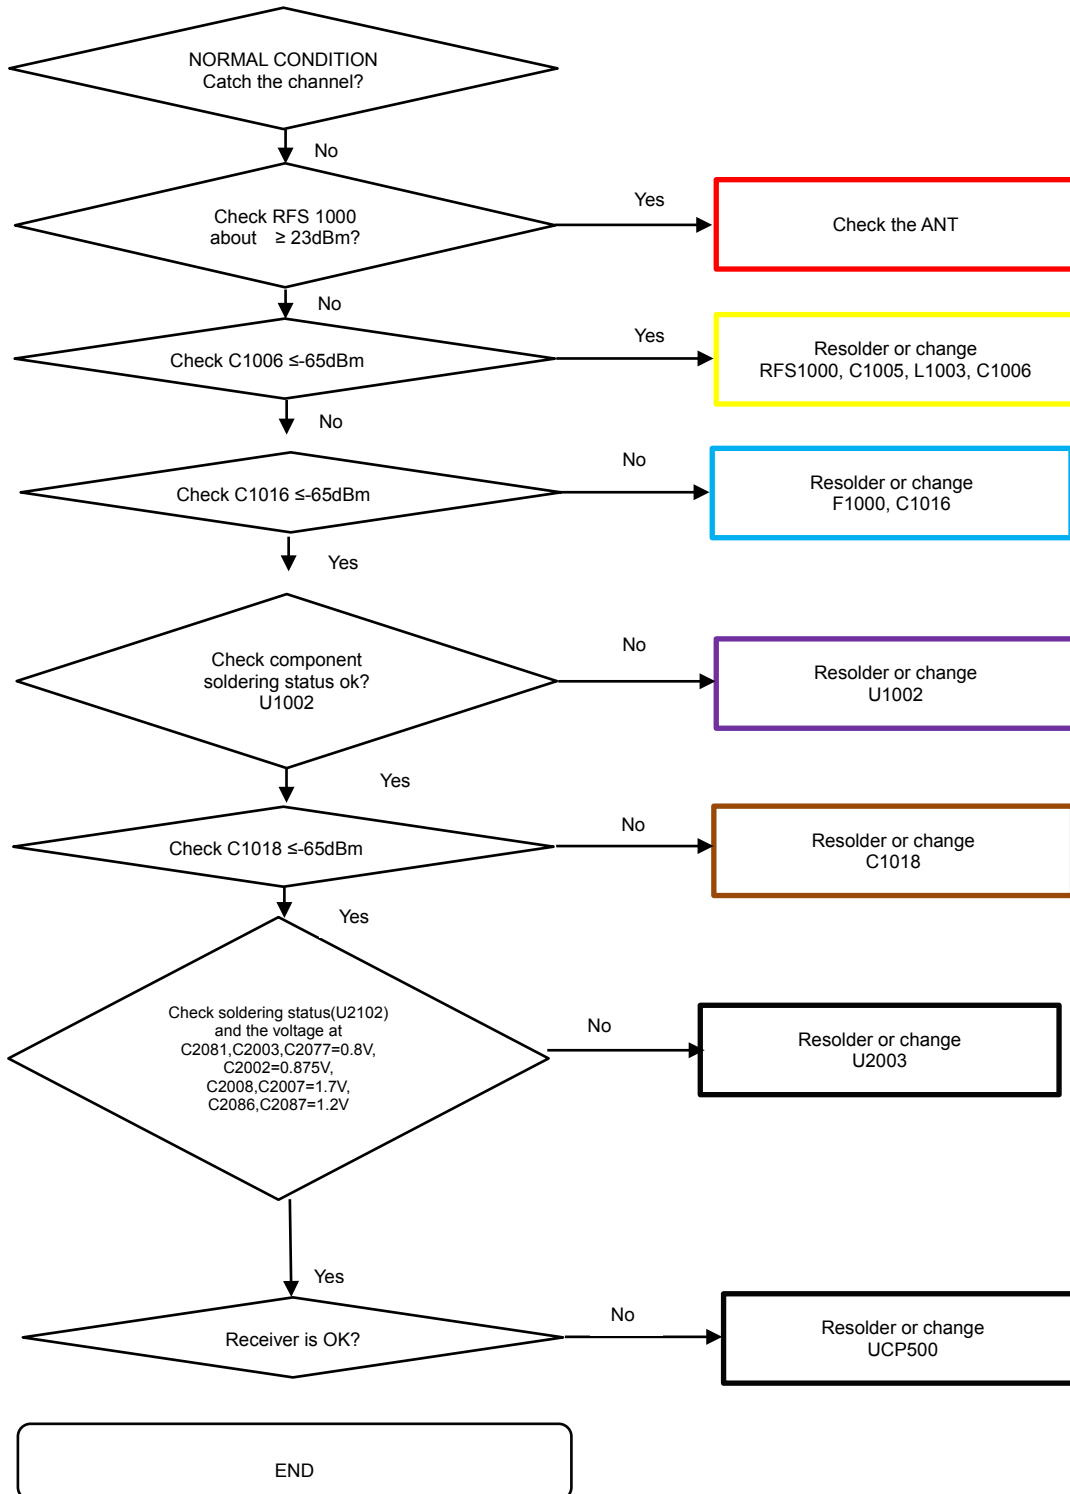 NORMAL CONDITION
Catch the channel?
No
Check RFS 1000
about ≥ 23dBm?
Yes
Check the ANT
No
Check C1006 ≤-65dBm
Yes
Resolder or change
RFS1000, C1005, L1003, C1006
No
Check C1016 ≤-65dBm
No
Resolder or change
F1000, C1016
Yes
Check component
soldering status ok?
U1002
No
Resolder or change
U1002
Yes
Check C1018 ≤-65dBm
No
Resolder or change
C1018
Yes
Check soldering status(U2102)
and the voltage at
C2081,C2003,C2077=0.8V,
C2002=0.875V,
C2008,C2007=1.7V,
C2086,C2087=1.2V
No
Resolder or change
U2003
Yes
Receiver is OK?
No
Resolder or change
UCP500
END